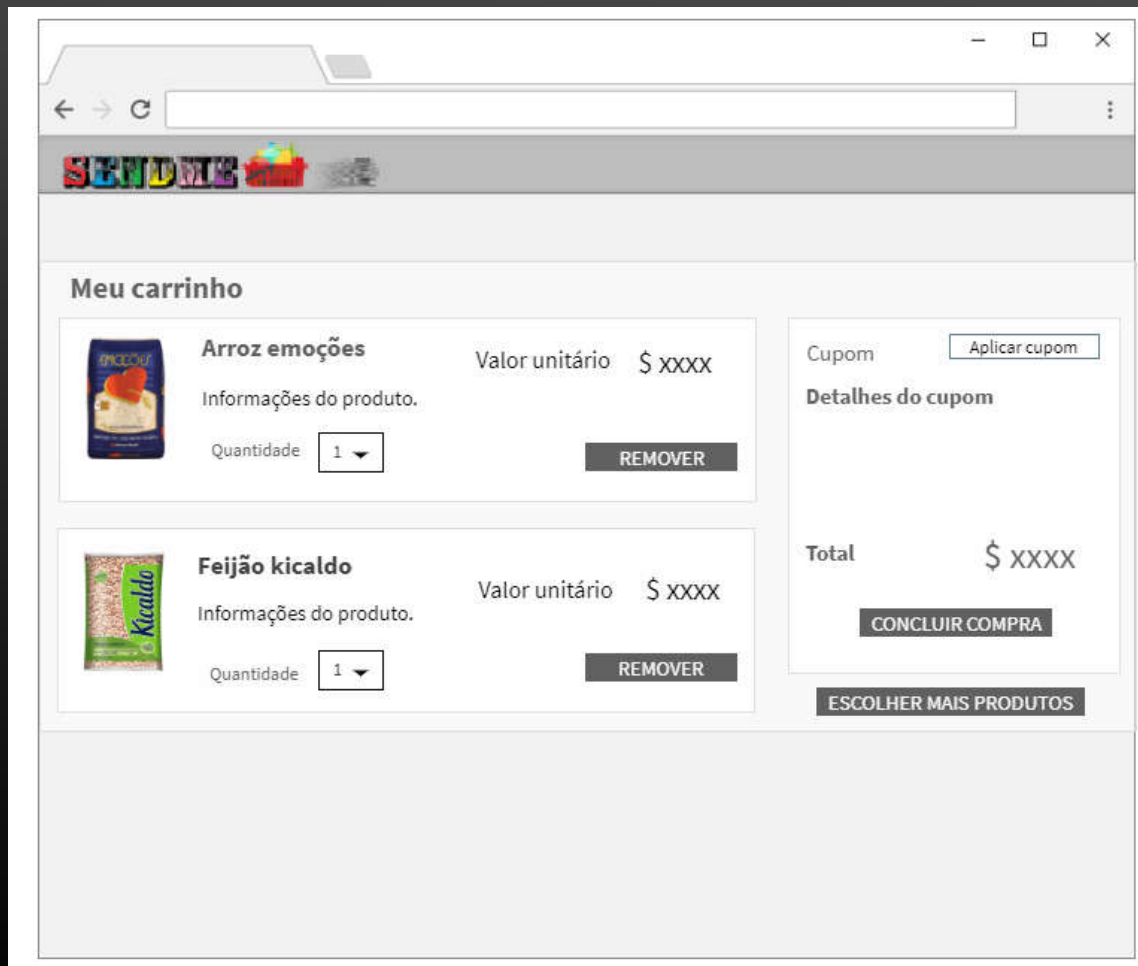 SENDME
Meu carrinho
EMOÇÕES
Arroz emoções
Informações do produto.
Quantidade 1
Valor unitário $ xxxx
REMOVER
Kicaldo
Feijão kicaldo
Informações do produto.
Quantidade 1
Valor unitário $ xxxx
REMOVER
Cupom Aplicar cupom
Detalhes do cupom
Total $ xxxx
CONCLUIR COMPRA
ESCOLHER MAIS PRODUTOS